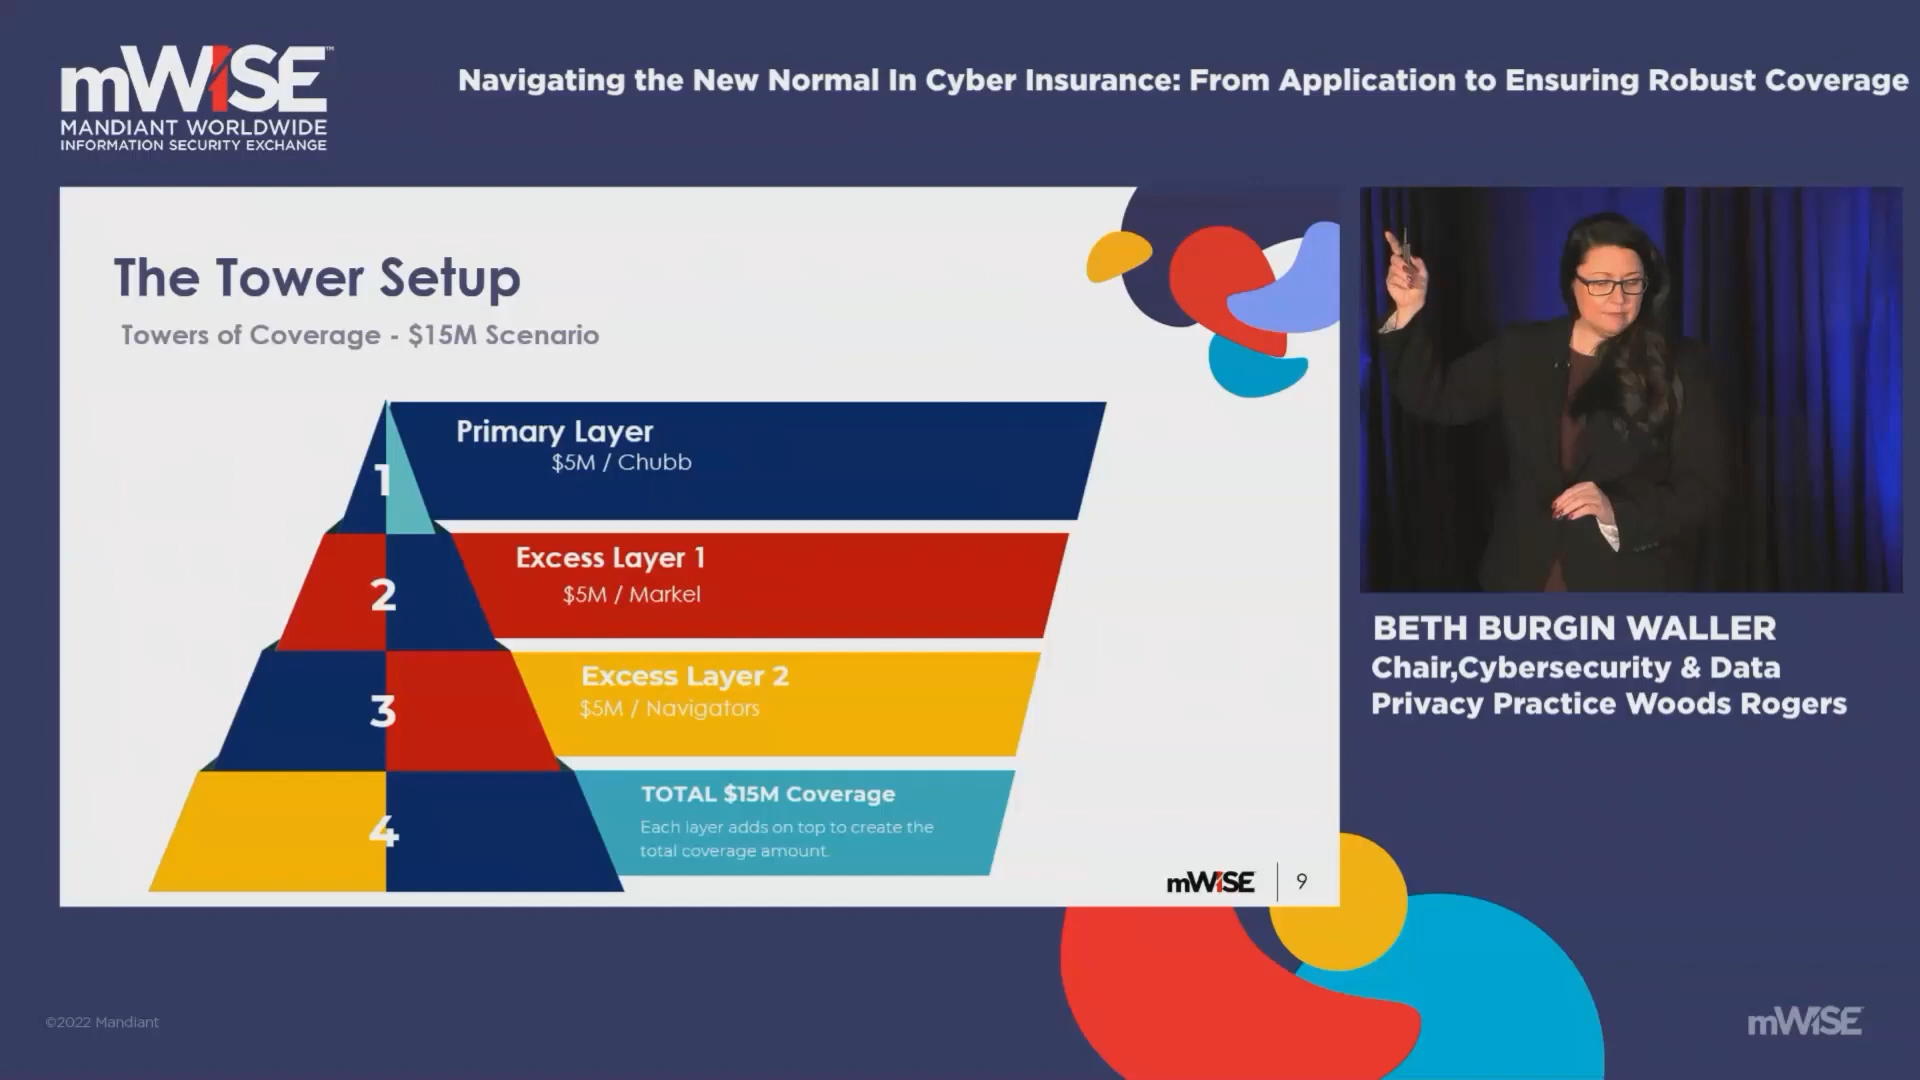 mWISE™
MANDIANT WORLDWIDE
INFORMATION SECURITY EXCHANGE
Navigating the New Normal In Cyber Insurance: From Application to Ensuring Robust Coverage
The Tower Setup
Towers of Coverage - $15M Scenario
1
Primary Layer
$5M / Chubb
2
Excess Layer 1
$5M / Markel
3
Excess Layer 2
$5M / Navigators
4
TOTAL $15M Coverage
Each layer adds on top to create the
total coverage amount.
mWISE
9
BETH BURGIN WALLER
Chair,Cybersecurity & Data
Privacy Practice Woods Rogers
©2022 Mandiant
mWISE